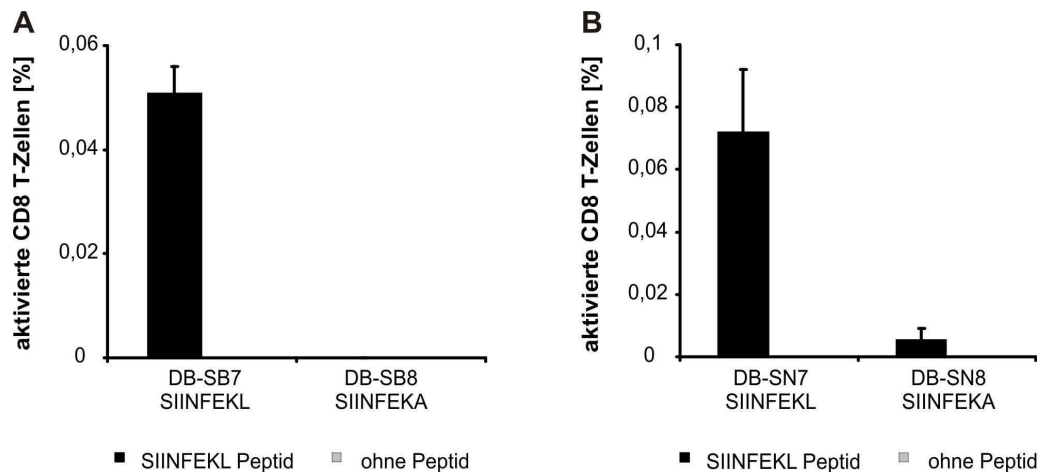 A
aktivierte CD8 T-Zellen [%]
0,06
0,04
0,02
0
DB-SB7
SIINFEKL
DB-SB8
SIINFEKA
SIINFEKL Peptid
ohne Peptid
B
aktivierte CD8 T-Zellen [%]
0,1
0,08
0,06
0,04
0,02
0
DB-SN7
SIINFEKL
DB-SN8
SIINFEKA
SIINFEKL Peptid
ohne Peptid